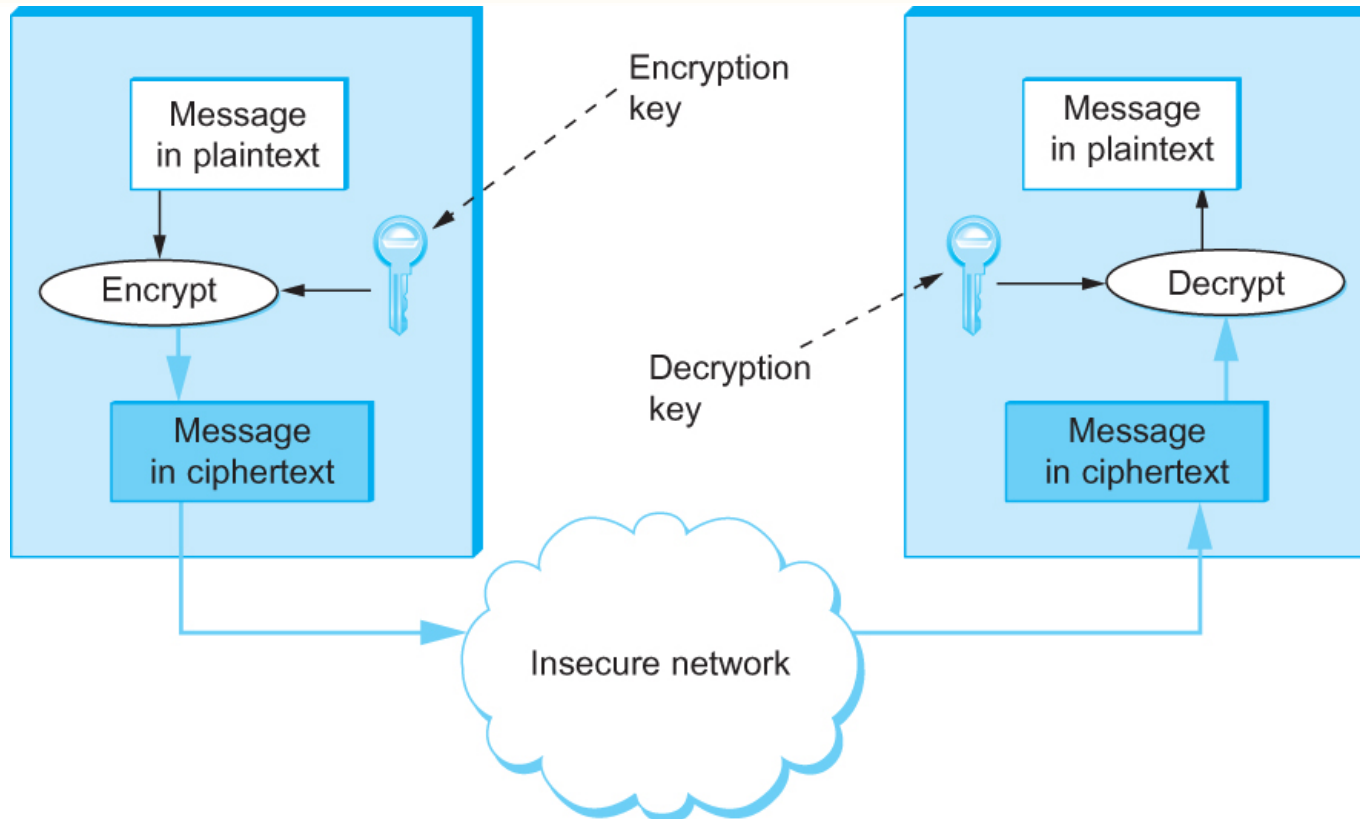 Message
in plaintext
Encrypt
Message
in ciphertext
Encryption
key
Decryption
key
Insecure network
Message
in plaintext
Decrypt
Message
in ciphertext